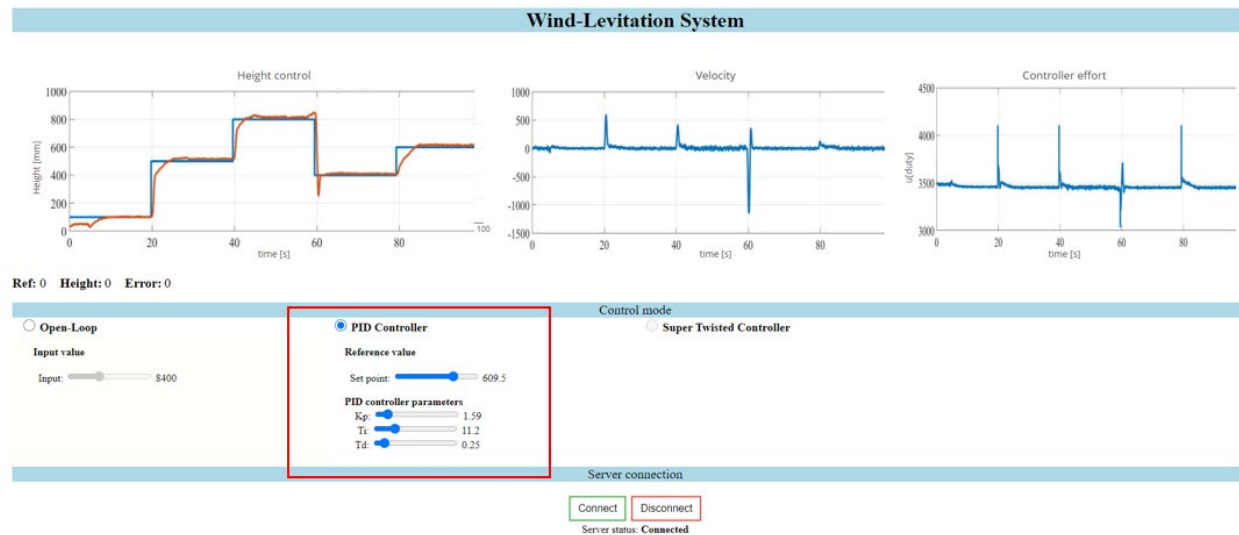 Wind-Levitation System
Height control
Velocity
Controller effort
1000
800
600
400
200
0
Height [mm]
0 20 40 60 80
100
time [s]
1000
500
0
-500
-1000
-1500
0 20 40 60 80
time [s]
4500
4000
3500
3000
u[duty]
0 20 40 60 80
time [s]
Ref: 0 Height: 0 Error: 0
Control mode
Open-Loop
Input value
Input: 8400
PID Controller
Reference value
Set point: 609.5
PID controller parameters
Kp: 1.59
Ti: 11.2
Td: 0.25
Super Twisted Controller
Server connection
Connect Disconnect
Server status: Connected